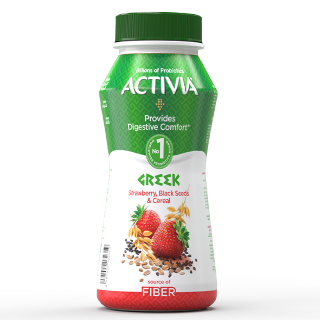 Billions of Probiotics
ACTIVIA
Provides
Digestive Comfort*
No 1
GREEK
Strawberry, Black Seeds
& Cereal
source of
FIBER